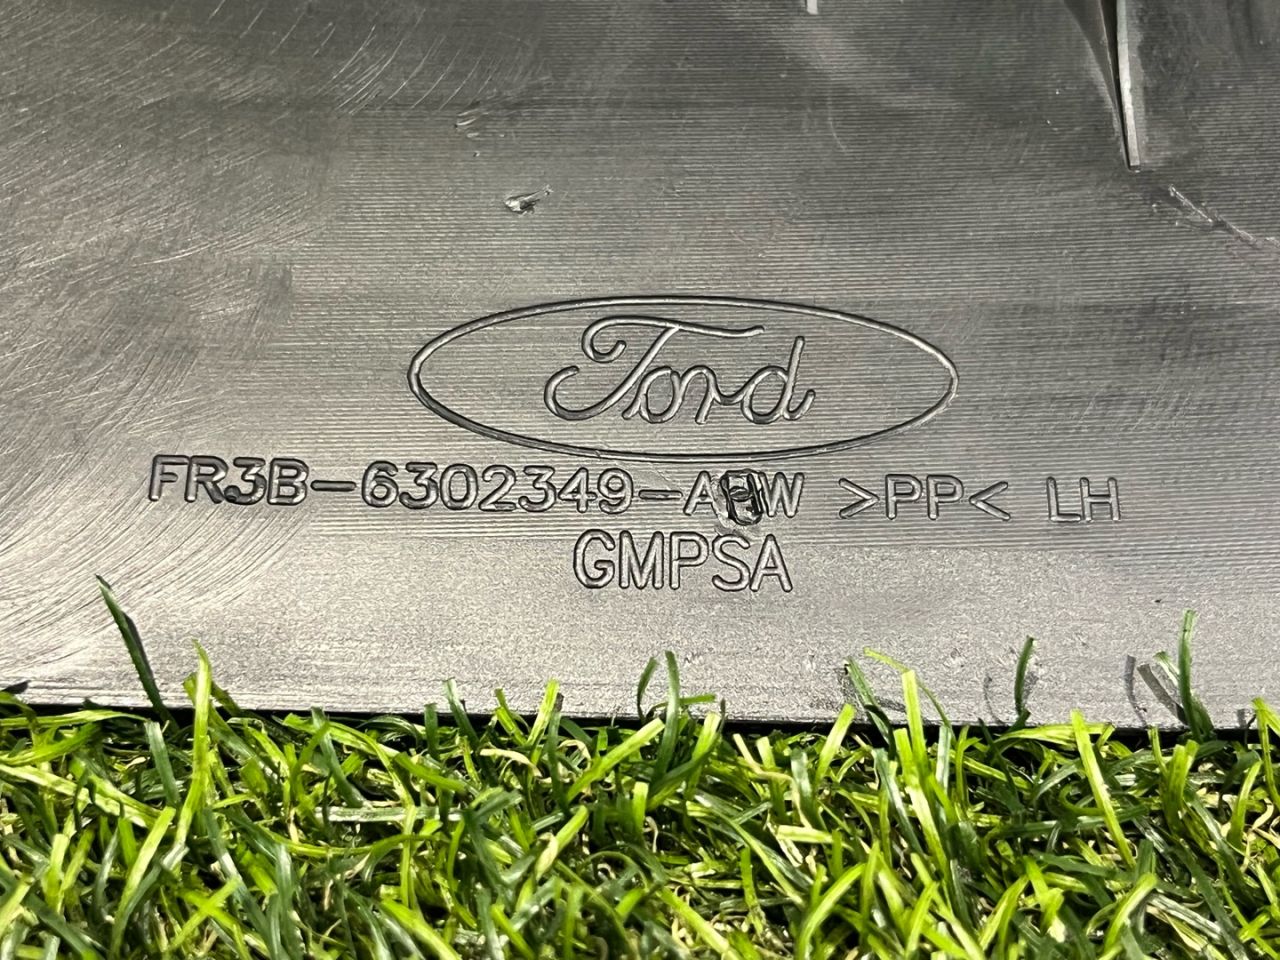 Ford
FR3B-6302349- >PP< LH
GMPSA